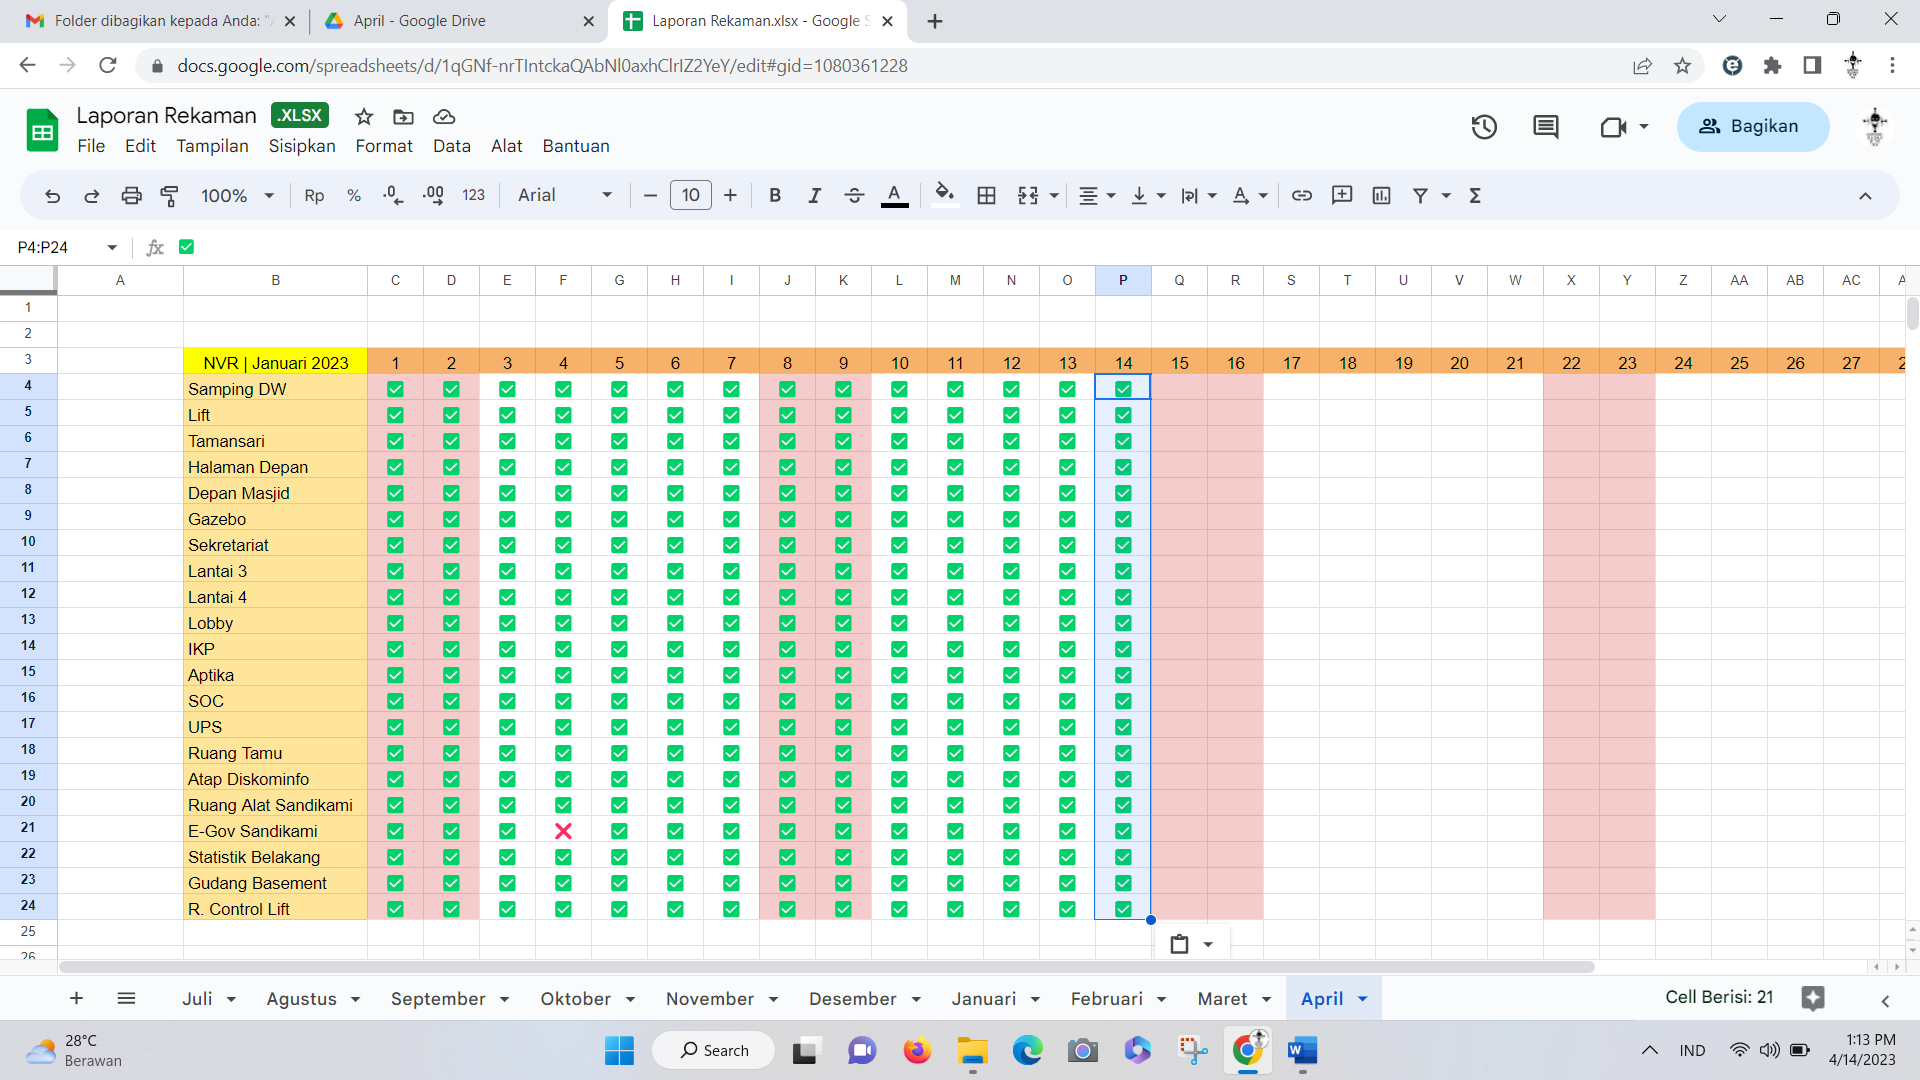 Folder dibagikan kepada Anda: "
April - Google Drive
Laporan Rekaman.xlsx - Google S
docs.google.com/spreadsheets/d/1qGNf-nrTIntckaQAbNl0axhClrIZ2YeY/edit#gid=1080361228
Laporan Rekaman .XLSX
File Edit Tampilan Sisipkan Format Data Alat Bantuan
Bagikan
100% Rp % .0 .00 123 Arial 10 B I S A
P4:P24 fx ✅
A B C D E F G H I J K L M N O P Q R S T U V W X Y Z AA AB AC A
1
2
3 NVR | Januari 2023 1 2 3 4 5 6 7 8 9 10 11 12 13 14 15 16 17 18 19 20 21 22 23 24 25 26 27 2
4 Samping DW ✅ ✅ ✅ ✅ ✅ ✅ ✅ ✅ ✅ ✅ ✅ ✅ ✅ ✅
5 Lift ✅ ✅ ✅ ✅ ✅ ✅ ✅ ✅ ✅ ✅ ✅ ✅ ✅ ✅
6 Tamansari ✅ ✅ ✅ ✅ ✅ ✅ ✅ ✅ ✅ ✅ ✅ ✅ ✅ ✅
7 Halaman Depan ✅ ✅ ✅ ✅ ✅ ✅ ✅ ✅ ✅ ✅ ✅ ✅ ✅ ✅
8 Depan Masjid ✅ ✅ ✅ ✅ ✅ ✅ ✅ ✅ ✅ ✅ ✅ ✅ ✅ ✅
9 Gazebo ✅ ✅ ✅ ✅ ✅ ✅ ✅ ✅ ✅ ✅ ✅ ✅ ✅ ✅
10 Sekretariat ✅ ✅ ✅ ✅ ✅ ✅ ✅ ✅ ✅ ✅ ✅ ✅ ✅ ✅
11 Lantai 3 ✅ ✅ ✅ ✅ ✅ ✅ ✅ ✅ ✅ ✅ ✅ ✅ ✅ ✅
12 Lantai 4 ✅ ✅ ✅ ✅ ✅ ✅ ✅ ✅ ✅ ✅ ✅ ✅ ✅ ✅
13 Lobby ✅ ✅ ✅ ✅ ✅ ✅ ✅ ✅ ✅ ✅ ✅ ✅ ✅ ✅
14 IKP ✅ ✅ ✅ ✅ ✅ ✅ ✅ ✅ ✅ ✅ ✅ ✅ ✅ ✅
15 Aptika ✅ ✅ ✅ ✅ ✅ ✅ ✅ ✅ ✅ ✅ ✅ ✅ ✅ ✅
16 SOC ✅ ✅ ✅ ✅ ✅ ✅ ✅ ✅ ✅ ✅ ✅ ✅ ✅ ✅
17 UPS ✅ ✅ ✅ ✅ ✅ ✅ ✅ ✅ ✅ ✅ ✅ ✅ ✅ ✅
18 Ruang Tamu ✅ ✅ ✅ ✅ ✅ ✅ ✅ ✅ ✅ ✅ ✅ ✅ ✅ ✅
19 Atap Diskominfo ✅ ✅ ✅ ✅ ✅ ✅ ✅ ✅ ✅ ✅ ✅ ✅ ✅ ✅
20 Ruang Alat Sandikami ✅ ✅ ✅ ✅ ✅ ✅ ✅ ✅ ✅ ✅ ✅ ✅ ✅ ✅
21 E-Gov Sandikami ✅ ✅ ✅ ❌ ✅ ✅ ✅ ✅ ✅ ✅ ✅ ✅ ✅ ✅
22 Statistik Belakang ✅ ✅ ✅ ✅ ✅ ✅ ✅ ✅ ✅ ✅ ✅ ✅ ✅ ✅
23 Gudang Basement ✅ ✅ ✅ ✅ ✅ ✅ ✅ ✅ ✅ ✅ ✅ ✅ ✅ ✅
24 R. Control Lift ✅ ✅ ✅ ✅ ✅ ✅ ✅ ✅ ✅ ✅ ✅ ✅ ✅ ✅
25
26
Juli Agustus September Oktober November Desember Januari Februari Maret April Cell Berisi: 21
28°C
Berawan
Search
IND
1:13 PM
4/14/2023